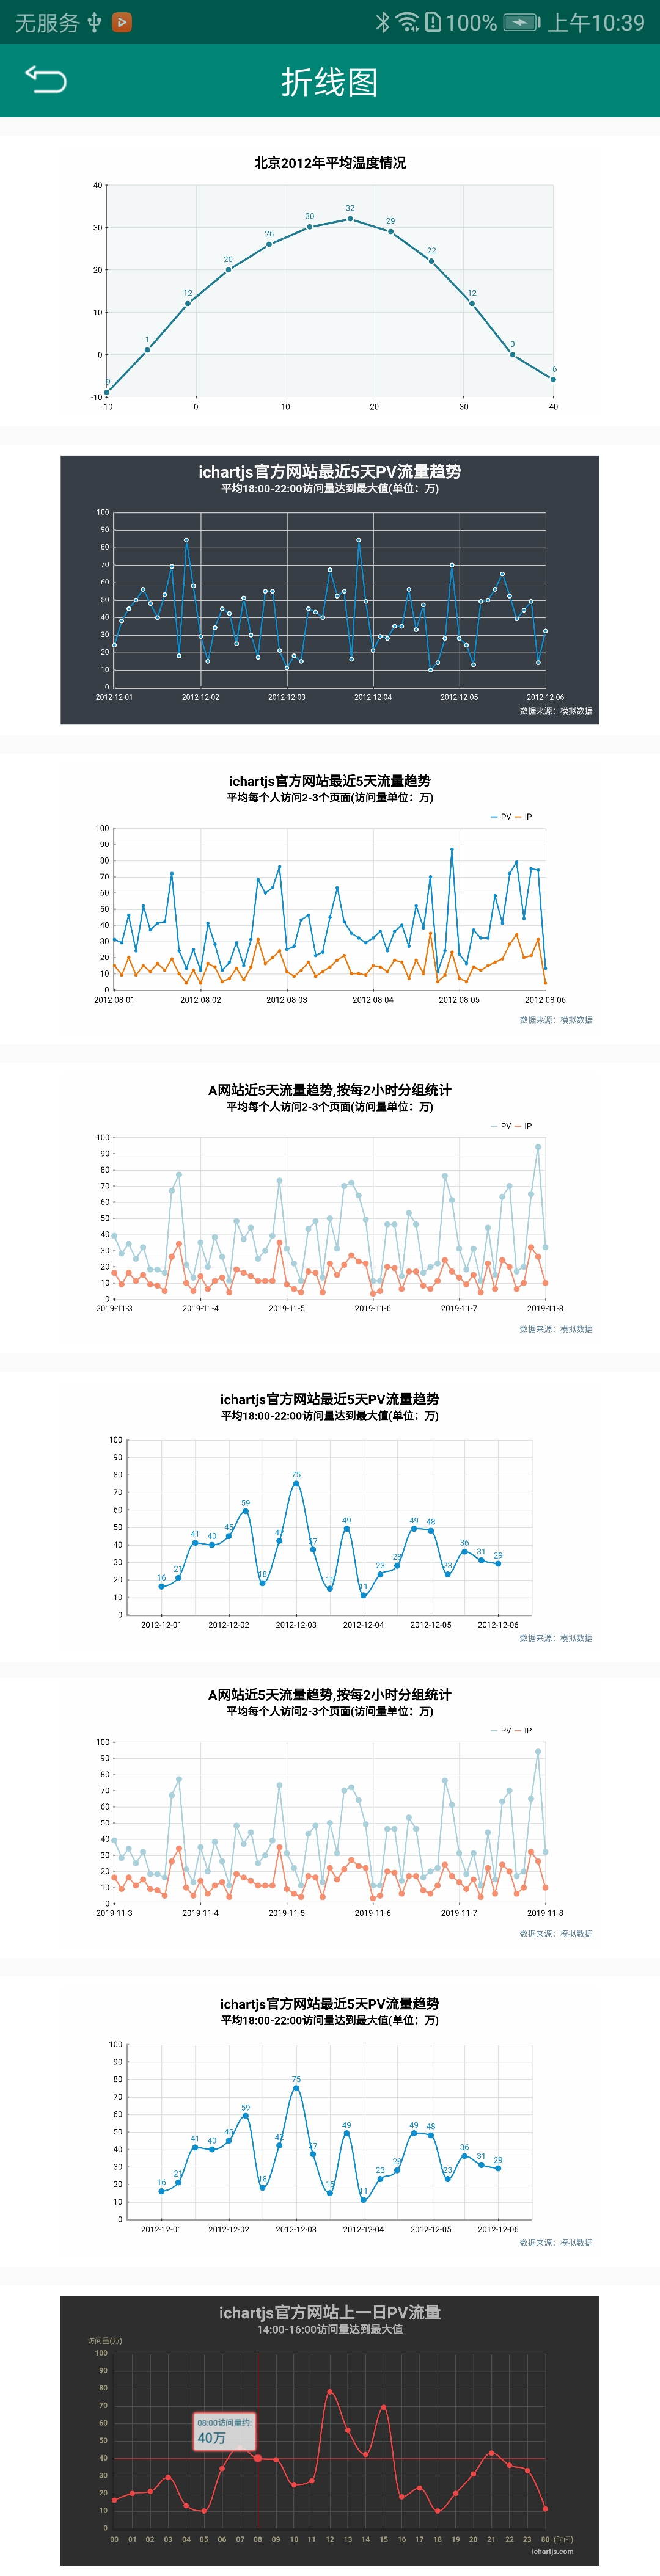 无服务 100% 上午10:39
折线图
北京2012年平均温度情况
40
30
20
10
0
-10
-9 1 12 20 26 30 32 29 22 12 0 -6
-10 0 10 20 30 40
ichartjs官方网站最近5天PV流量趋势
平均18:00-22:00访问量达到最大值(单位：万)
100
90
80
70
60
50
40
30
20
10
0
2012-12-01 2012-12-02 2012-12-03 2012-12-04 2012-12-05 2012-12-06
数据来源：模拟数据
ichartjs官方网站最近5天流量趋势
平均每个人访问2-3个页面(访问量单位：万)
PV IP
100
90
80
70
60
50
40
30
20
10
0
2012-08-01 2012-08-02 2012-08-03 2012-08-04 2012-08-05 2012-08-06
数据来源：模拟数据
A网站近5天流量趋势,按每2小时分组统计
平均每个人访问2-3个页面(访问量单位：万)
PV IP
100
90
80
70
60
50
40
30
20
10
0
2019-11-3 2019-11-4 2019-11-5 2019-11-6 2019-11-7 2019-11-8
数据来源：模拟数据
ichartjs官方网站最近5天PV流量趋势
平均18:00-22:00访问量达到最大值(单位：万)
100
90
80
70
60
50
40
30
20
10
0
16 21 41 40 45 59 18 42 75 37 15 49 11 23 28 49 48 23 36 31 29
2012-12-01 2012-12-02 2012-12-03 2012-12-04 2012-12-05 2012-12-06
数据来源：模拟数据
A网站近5天流量趋势,按每2小时分组统计
平均每个人访问2-3个页面(访问量单位：万)
PV IP
100
90
80
70
60
50
40
30
20
10
0
2019-11-3 2019-11-4 2019-11-5 2019-11-6 2019-11-7 2019-11-8
数据来源：模拟数据
ichartjs官方网站最近5天PV流量趋势
平均18:00-22:00访问量达到最大值(单位：万)
100
90
80
70
60
50
40
30
20
10
0
16 21 41 40 45 59 18 42 75 37 15 49 11 23 28 49 48 23 36 31 29
2012-12-01 2012-12-02 2012-12-03 2012-12-04 2012-12-05 2012-12-06
数据来源：模拟数据
ichartjs官方网站上一日PV流量
14:00-16:00访问量达到最大值
访问量(万)
100
90
80
70
60
50
40
30
20
10
0
08:00访问量约:
40万
00 01 02 03 04 05 06 07 08 09 10 11 12 13 14 15 16 17 18 19 20 21 22 23 80 (时间)
ichartjs.com